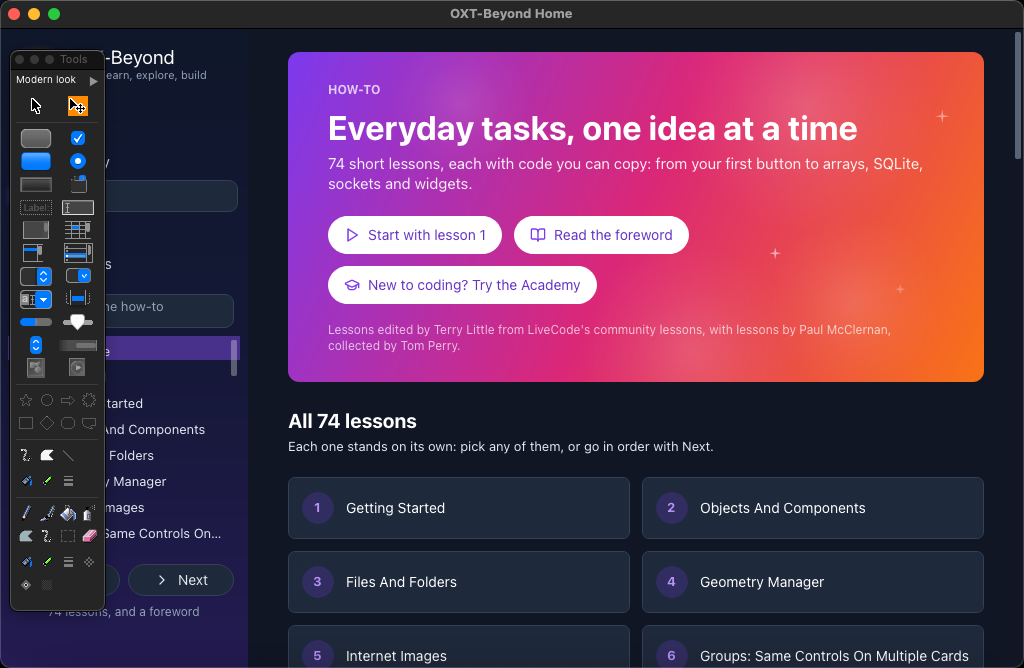 OXT-Beyond Home
Tools
Modern look
Label:
-Beyond
earn, explore, build
y
s
ne how-to
e
tarted
And Components
Folders
y Manager
mages
Same Controls On...
Next
74 lessons, and a foreword
HOW-TO
Everyday tasks, one idea at a time
74 short lessons, each with code you can copy: from your first button to arrays, SQLite,
sockets and widgets.
Start with lesson 1
Read the foreword
New to coding? Try the Academy
Lessons edited by Terry Little from LiveCode's community lessons, with lessons by Paul McClernan,
collected by Tom Perry.
All 74 lessons
Each one stands on its own: pick any of them, or go in order with Next.
1 Getting Started
2 Objects And Components
3 Files And Folders
4 Geometry Manager
5 Internet Images
6 Groups: Same Controls On Multiple Cards